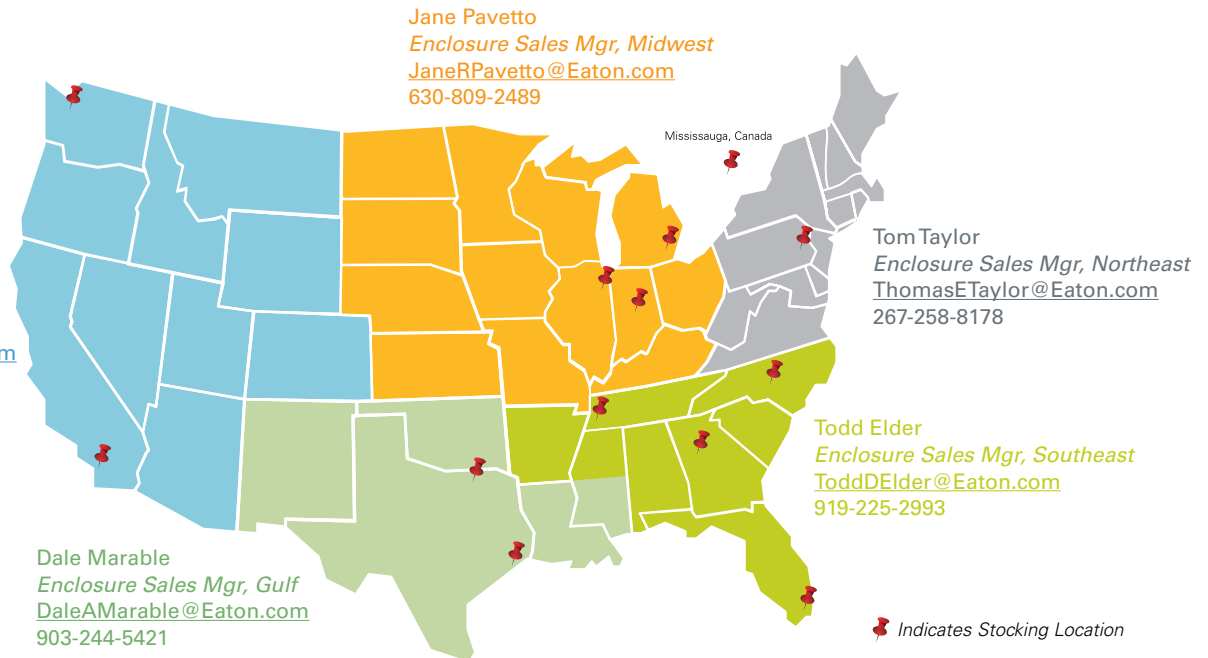 Jane Pavetto
Enclosure Sales Mgr, Midwest
JaneRPavetto@Eaton.com
630-809-2489
Mississauga, Canada
Tom Taylor
Enclosure Sales Mgr, Northeast
ThomasETaylor@Eaton.com
267-258-8178
m
Todd Elder
Enclosure Sales Mgr, Southeast
ToddDElder@Eaton.com
919-225-2993
Dale Marable
Enclosure Sales Mgr, Gulf
DaleAMarable@Eaton.com
903-244-5421
Indicates Stocking Location